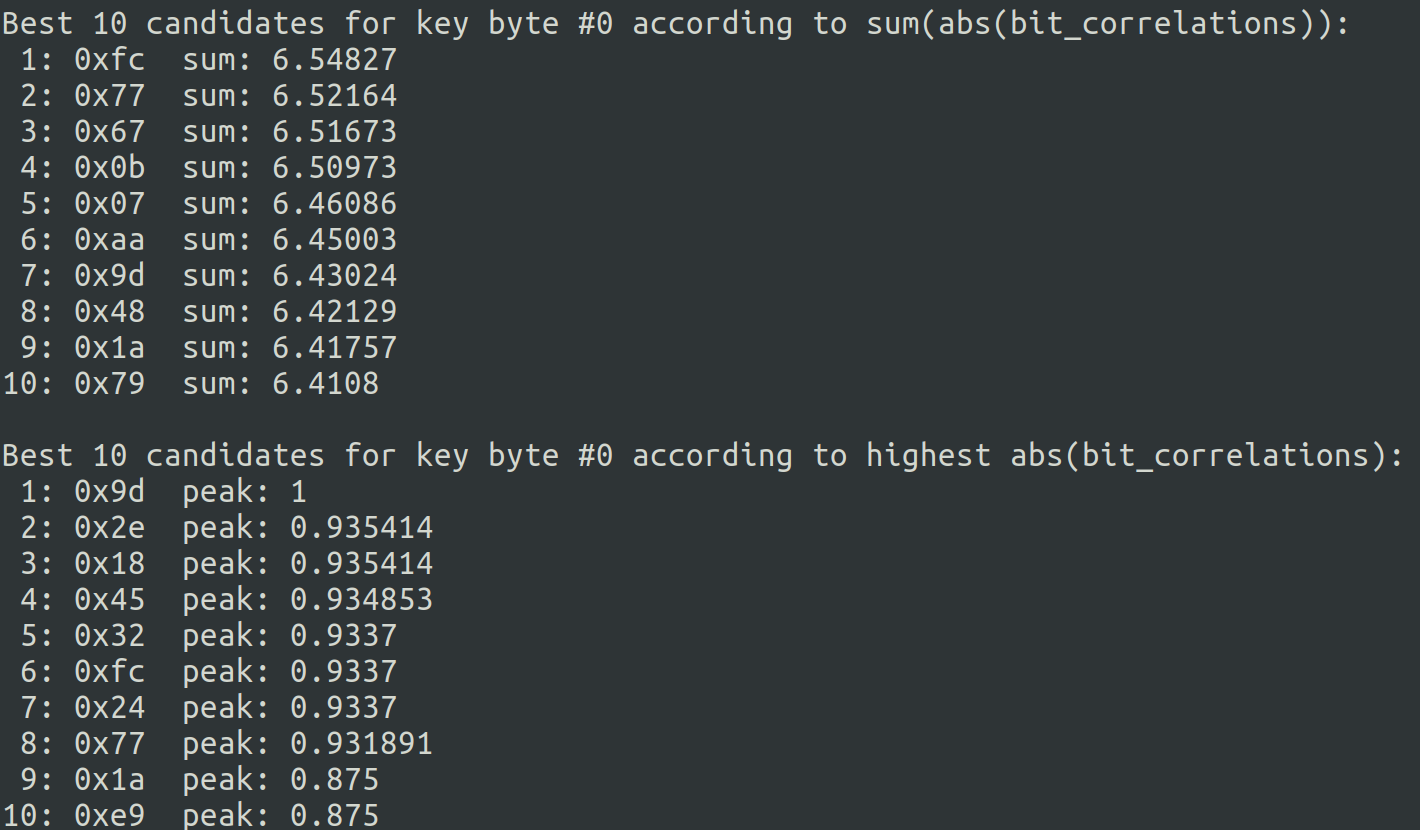 Best 10 candidates for key byte #0 according to sum(abs(bit_correlations)):
 1: 0xfc  sum: 6.54827
 2: 0x77  sum: 6.52164
 3: 0x67  sum: 6.51673
 4: 0x0b  sum: 6.50973
 5: 0x07  sum: 6.46086
 6: 0xaa  sum: 6.45003
 7: 0x9d  sum: 6.43024
 8: 0x48  sum: 6.42129
 9: 0x1a  sum: 6.41757
10: 0x79  sum: 6.4108

Best 10 candidates for key byte #0 according to highest abs(bit_correlations):
 1: 0x9d  peak: 1
 2: 0x2e  peak: 0.935414
 3: 0x18  peak: 0.935414
 4: 0x45  peak: 0.934853
 5: 0x32  peak: 0.9337
 6: 0xfc  peak: 0.9337
 7: 0x24  peak: 0.9337
 8: 0x77  peak: 0.931891
 9: 0x1a  peak: 0.875
10: 0xe9  peak: 0.875